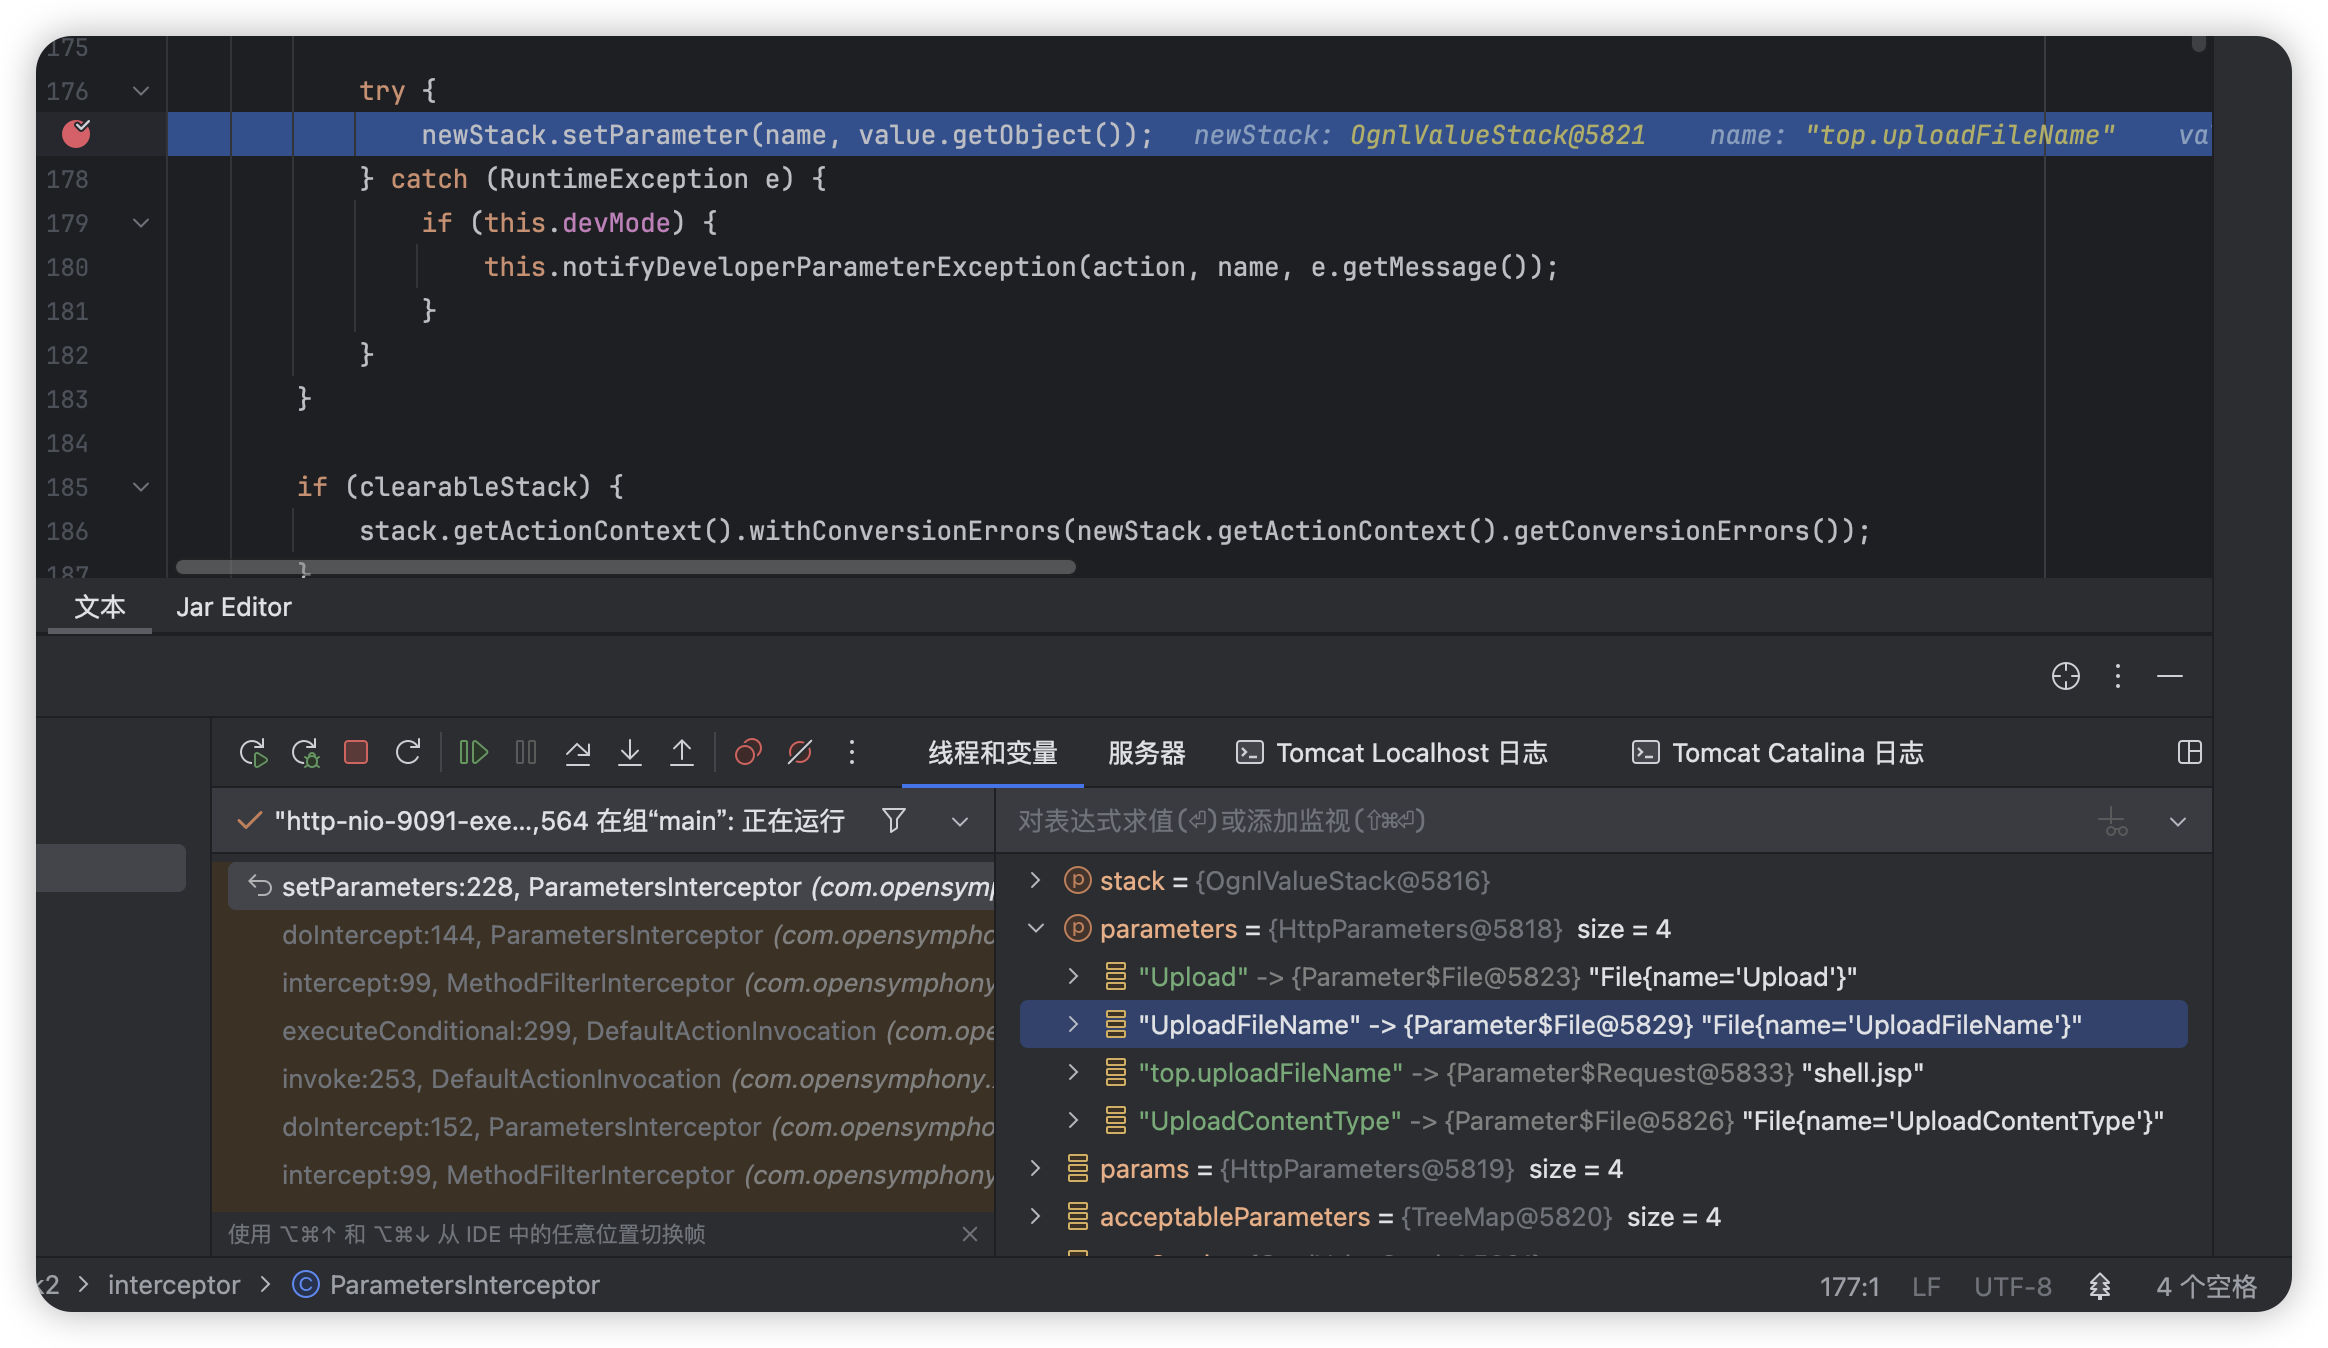 175
176 try {
newStack.setParameter(name, value.getObject()); newStack: OgnlValueStack@5821 name: "top.uploadFileName" va
178 } catch (RuntimeException e) {
179 if (this.devMode) {
180 this.notifyDeveloperParameterException(action, name, e.getMessage());
181 }
182 }
183 }
184
185 if (clearableStack) {
186 stack.getActionContext().withConversionErrors(newStack.getActionContext().getConversionErrors());
187 }
文本 Jar Editor
线程和变量 服务器 Tomcat Localhost 日志 Tomcat Catalina 日志
"http-nio-9091-exe...,564 在组“main”: 正在运行
对表达式求值(⏎)或添加监视(⇧⌘⏎)
setParameters:228, ParametersInterceptor (com.opensymp
doIntercept:144, ParametersInterceptor (com.opensympho
intercept:99, MethodFilterInterceptor (com.opensymphony
executeConditional:299, DefaultActionInvocation (com.ope
invoke:253, DefaultActionInvocation (com.opensymphony.
doIntercept:152, ParametersInterceptor (com.opensympho
intercept:99, MethodFilterInterceptor (com.opensymphony
使用 ⌥⌘↑ 和 ⌥⌘↓ 从 IDE 中的任意位置切换帧
stack = {OgnlValueStack@5816}
parameters = {HttpParameters@5818} size = 4
"Upload" -> {Parameter$File@5823} "File{name='Upload'}"
"UploadFileName" -> {Parameter$File@5829} "File{name='UploadFileName'}"
"top.uploadFileName" -> {Parameter$Request@5833} "shell.jsp"
"UploadContentType" -> {Parameter$File@5826} "File{name='UploadContentType'}"
params = {HttpParameters@5819} size = 4
acceptableParameters = {TreeMap@5820} size = 4
k2 > interceptor > ParametersInterceptor
177:1 LF UTF-8 4 个空格